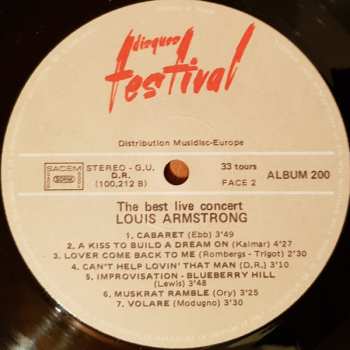 disques
festival
Distribution Musidisc-Europe
SACEM
STEREO - G.U.
D.R.
(100,212 B)
33 tours
FACE 2
ALBUM 200
The best live concert
LOUIS ARMSTRONG
1. CABARET (Ebb) 3'49
2. A KISS TO BUILD A DREAM ON (Kalmar) 4'27
3. LOVER COME BACK TO ME (Rombergs - Trigot) 2'30
4. CAN'T HELP LOVIN' THAT MAN (D.R.) 3'10
5. IMPROVISATION - BLUEBERRY HILL
(Lewis) 3'48
6. MUSKRAT RAMBLE (Ory) 3'35
7. VOLARE (Modugno) 3'30